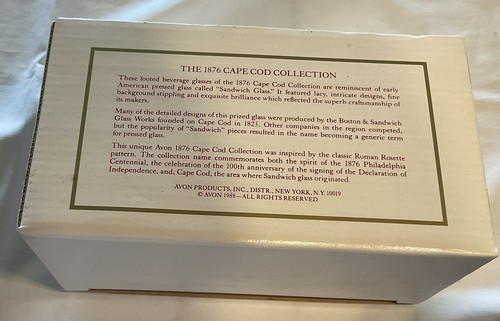 THE 1876 CAPE COD COLLECTION
These footed beverage glasses of the 1876 Cape Cod Collection are reminiscent of early
American pressed glass called "Sandwich Glass." It featured lacy, intricate designs, fine
background stippling and exquisite brilliance which reflected the superb craftsmanship of
its makers.
Many of the detailed designs of this prized glass were produced by the Boston & Sandwich
Glass Works founded on Cape Cod in 1825. Other companies in the region competed,
but the popularity of "Sandwich" pieces resulted in the name becoming a generic term
for pressed glass.
This unique Avon 1876 Cape Cod Collection was inspired by the classic Roman Rosette
pattern. The collection name commemorates both the spirit of the 1876 Philadelphia
Centennial, the celebration of the 100th anniversary of the signing of the Declaration of
Independence, and, Cape Cod, the area where Sandwich glass originated.
AVON PRODUCTS, INC., DISTR., NEW YORK, N.Y. 10019
© AVON 1988 — ALL RIGHTS RESERVED